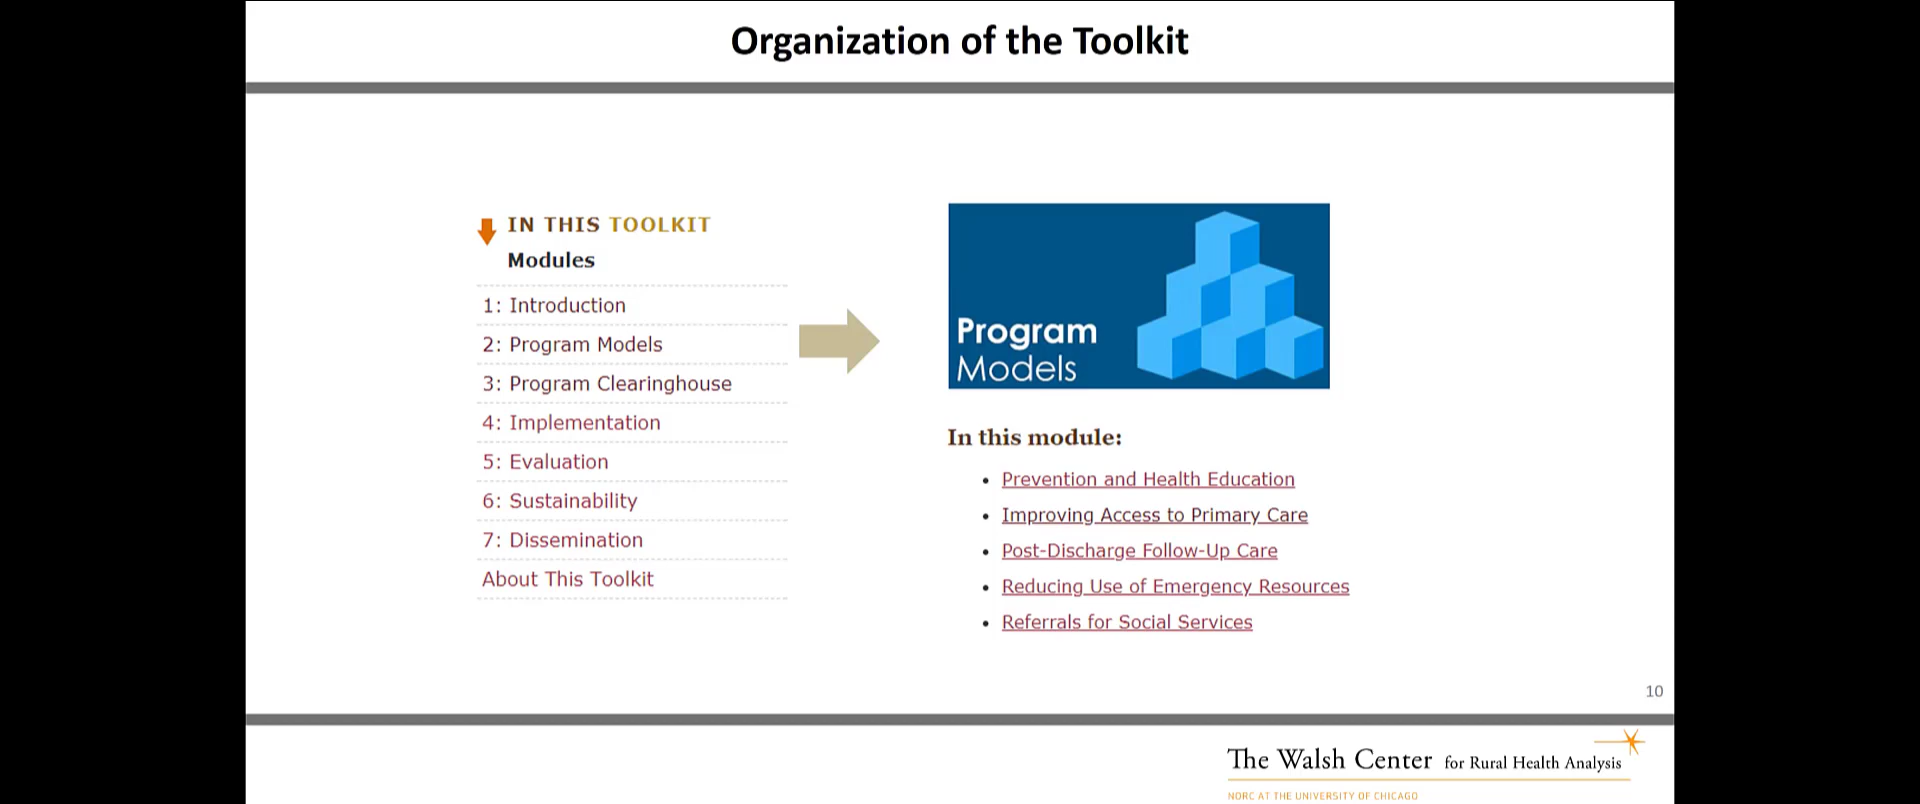 Organization of the Toolkit
IN THIS TOOLKIT
Modules
1: Introduction
2: Program Models
3: Program Clearinghouse
4: Implementation
5: Evaluation
6: Sustainability
7: Dissemination
About This Toolkit
Program
Models
In this module:
• Prevention and Health Education
• Improving Access to Primary Care
• Post-Discharge Follow-Up Care
• Reducing Use of Emergency Resources
• Referrals for Social Services
10
The Walsh Center for Rural Health Analysis
NORC AT THE UNIVERSITY OF CHICAGO